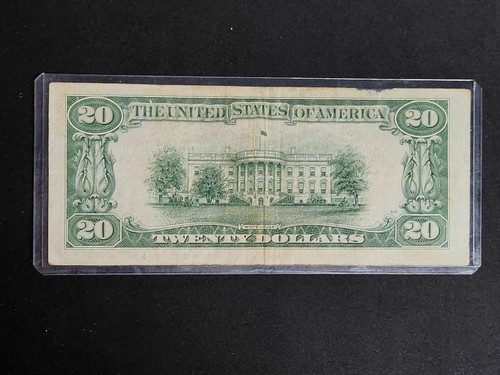 20 THE UNITED STATES OF AMERICA 20
20 TWENTY DOLLARS 20